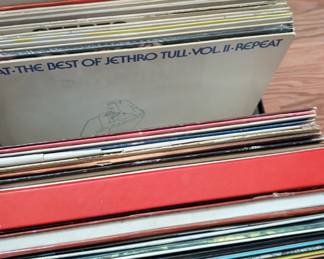 AT · THE BEST OF JETHRO TULL · VOL. II · REPEAT